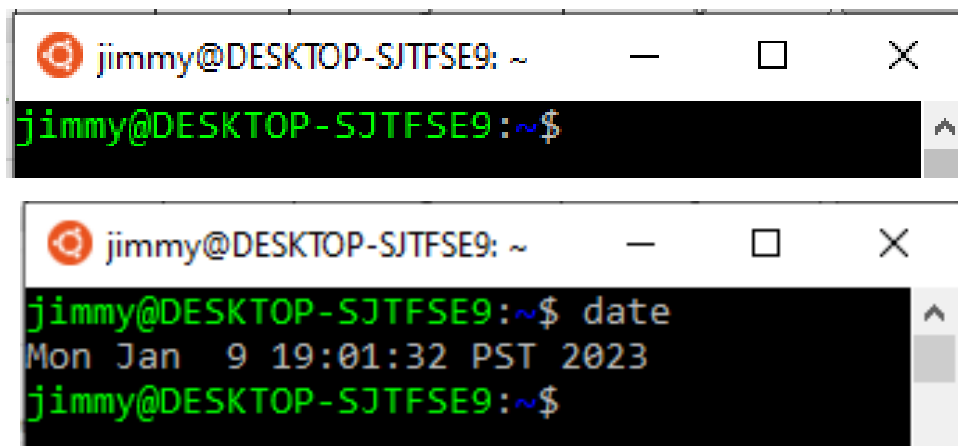 jimmy@DESKTOP-SJTFSE9: ~
jimmy@DESKTOP-SJTFSE9:~$
jimmy@DESKTOP-SJTFSE9: ~
jimmy@DESKTOP-SJTFSE9:~$ date
Mon Jan  9 19:01:32 PST 2023
jimmy@DESKTOP-SJTFSE9:~$